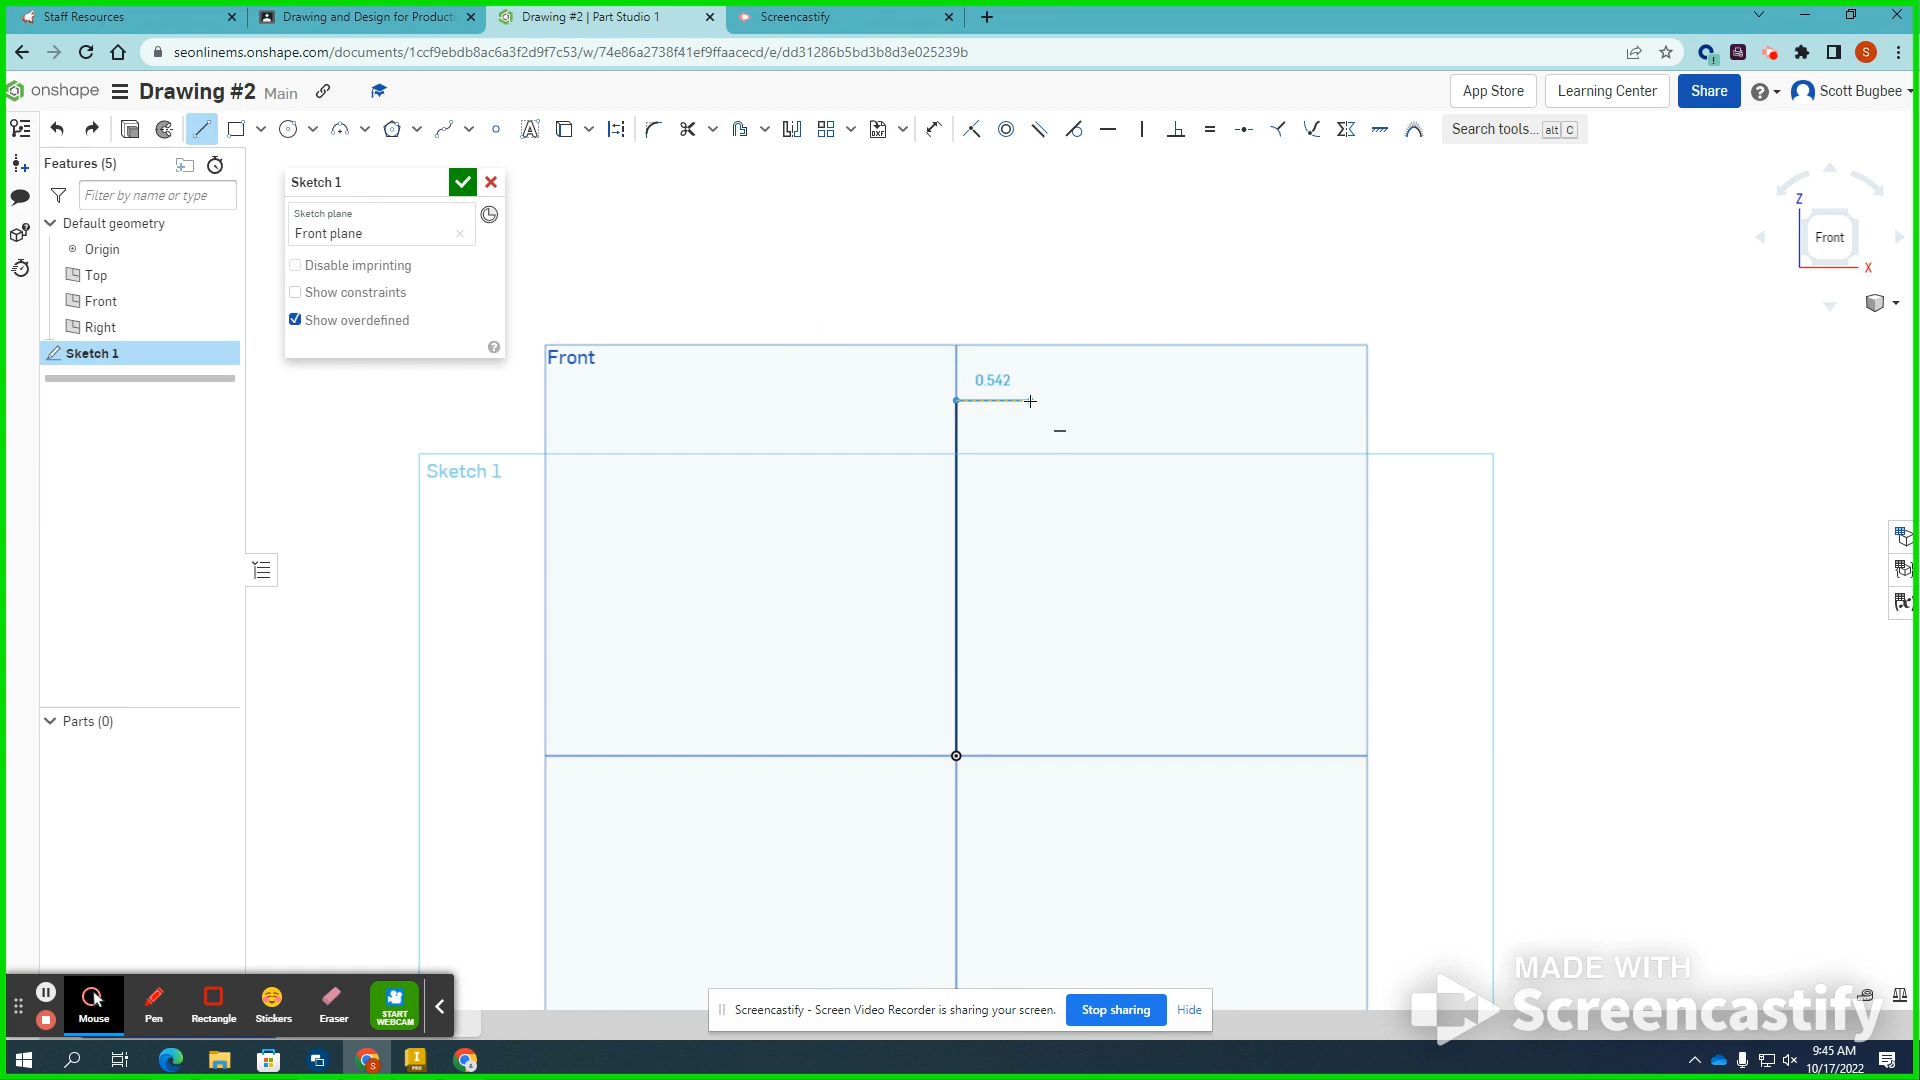 Staff Resources
Drawing and Design for Producti
Drawing #2 | Part Studio 1
Screencastify
seonlinems.onshape.com/documents/1ccf9ebdb8ac6a3f2d9f7c53/w/74e86a2738f41ef9ffaacecd/e/dd31286b5bd3b8d3e025239b
S
onshape
Drawing #2 Main
App Store
Learning Center
Share
Scott Bugbee
Search tools... alt C
Features (5)
Filter by name or type
Default geometry
Origin
Top
Front
Right
Sketch 1
Parts (0)
Sketch 1
Sketch plane
Front plane
Disable imprinting
Show constraints
Show overdefined
Front
0.542
Sketch 1
Z
Front
X
Mouse
Pen
Rectangle
Stickers
Eraser
START
WEBCAM
Screencastify - Screen Video Recorder is sharing your screen.
Stop sharing
Hide
MADE WITH
Screencastify
9:45 AM
10/17/2022